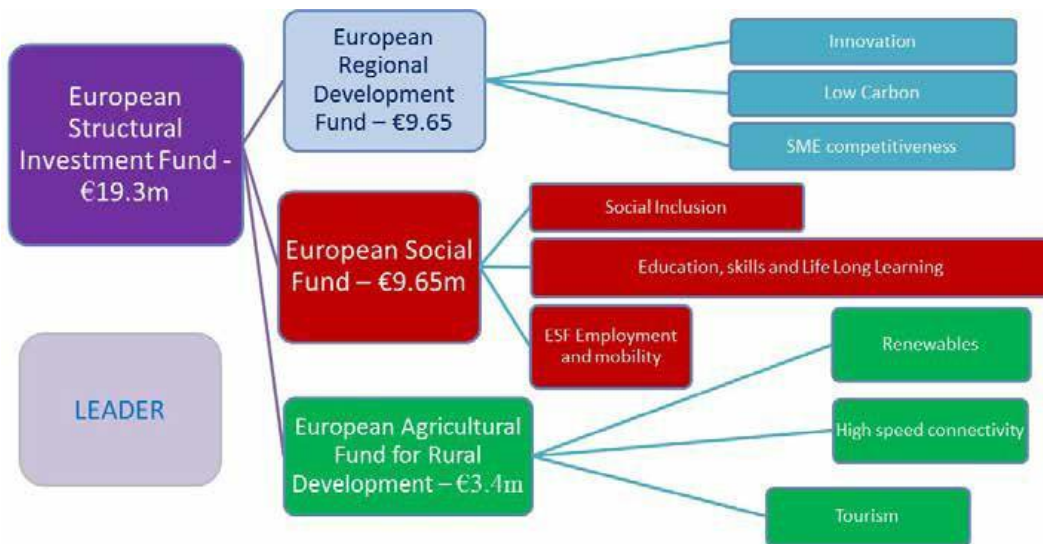 European
Structural
Investment Fund -
€19.3m
LEADER
European
Regional
Development
Fund – €9.65
Innovation
Low Carbon
SME competitiveness
European Social
Fund – €9.65m
Social Inclusion
Education, skills and Life Long Learning
ESF Employment
and mobility
European Agricultural
Fund for Rural
Development – €3.4m
Renewables
High speed connectivity
Tourism